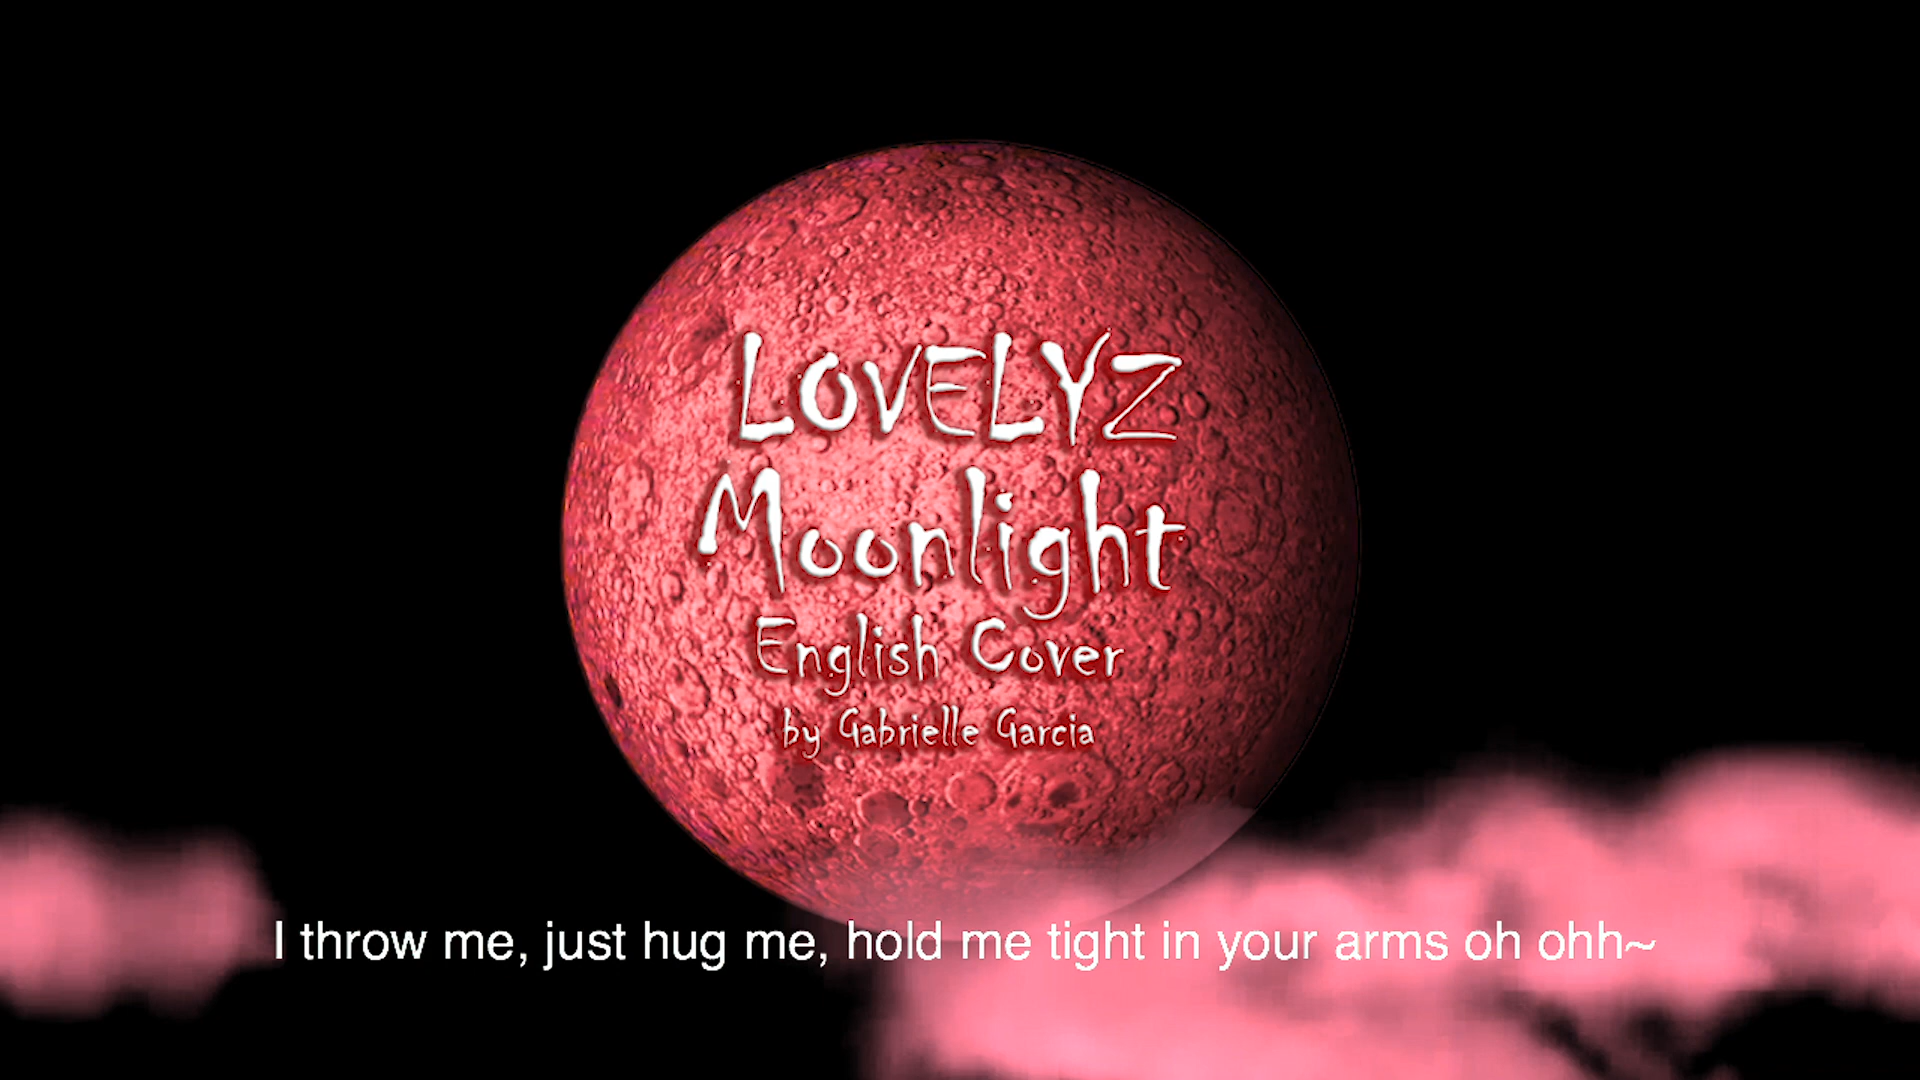 LOVELYZ
Moonlight
English Cover
by Gabrielle Garcia
I throw me, just hug me, hold me tight in your arms oh ohh~